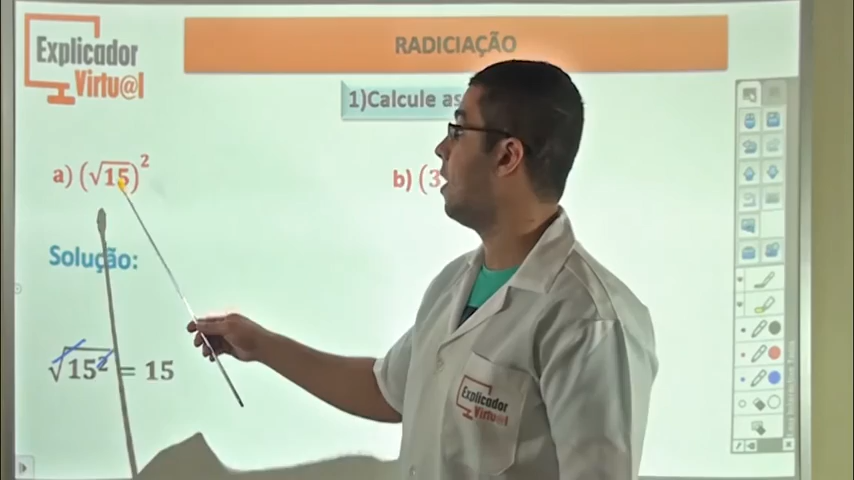 Explicador
Virtu@l
RADICIAÇÃO
1)Calcule as
a) (√15)²
b) (3
Solução:
√15² = 15
Explicador
Virtu@l